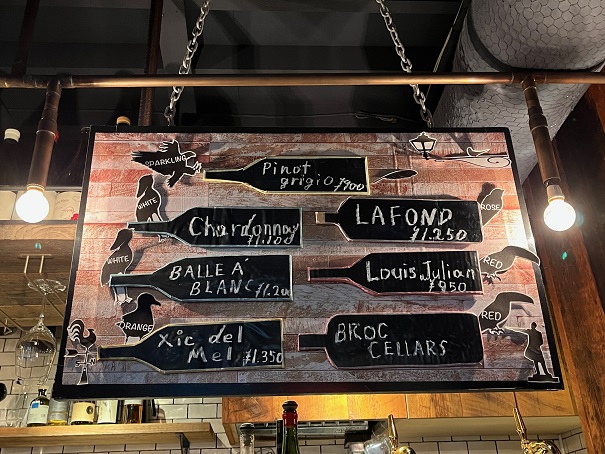 SPARKLING
Pinot
grigio ¥900
WHITE
Chardonnay
¥1.100
LAFOND
¥1.250
ROSE
WHITE
BALLE Á
BLANC ¥1.20
Louis Julian
¥950
RED
ORANGE
Xic del
Mel ¥1.350
BROC
CELLARS
RED